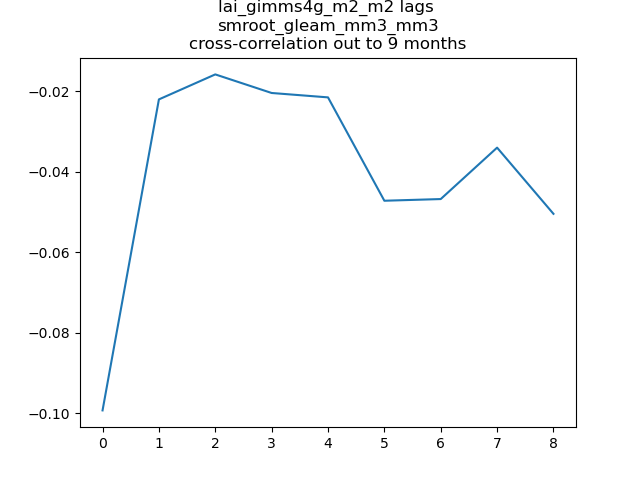 lai_gimms4g_m2_m2 lags
smroot_gleam_mm3_mm3
cross-correlation out to 9 months
−0.02
−0.04
−0.06
−0.08
−0.10
0 1 2 3 4 5 6 7 8